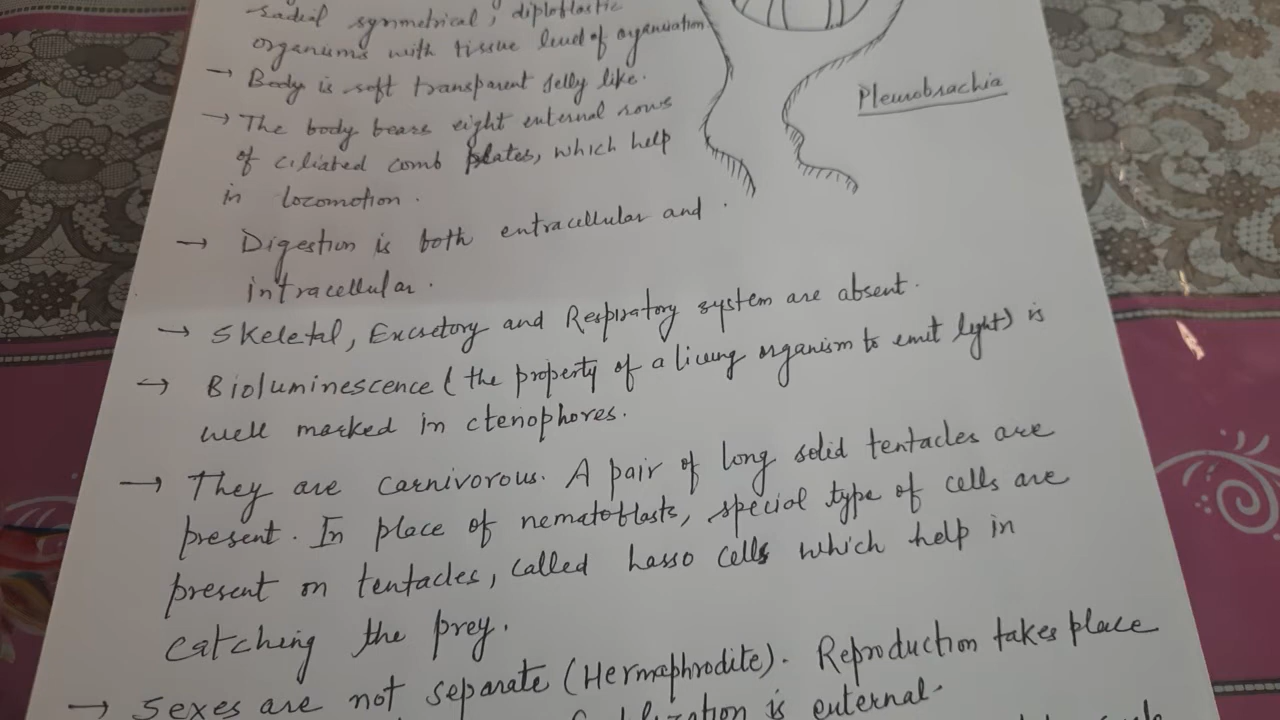 radial symmetrical, diploblastic
organisms with tissue level of organisation
→ Body is soft transparent Jelly like.
→ The body bears eight external rows
of ciliated comb plates, which help
in locomotion.
Pleurobrachia
→ Digestion is both extracellular and
intracellular.
→ Skeletal, Excretory and Respiratory system are absent.
→ Bioluminescence (the property of a living organism to emit light) is
well marked in ctenophores.
→ They are carnivorous. A pair of long solid tentacles are
present. In place of nematoblasts, special type of cells are
present on tentacles, called lasso cells which help in
catching the prey.
→ Sexes are not separate (Hermaphrodite). Reproduction takes place
is external.